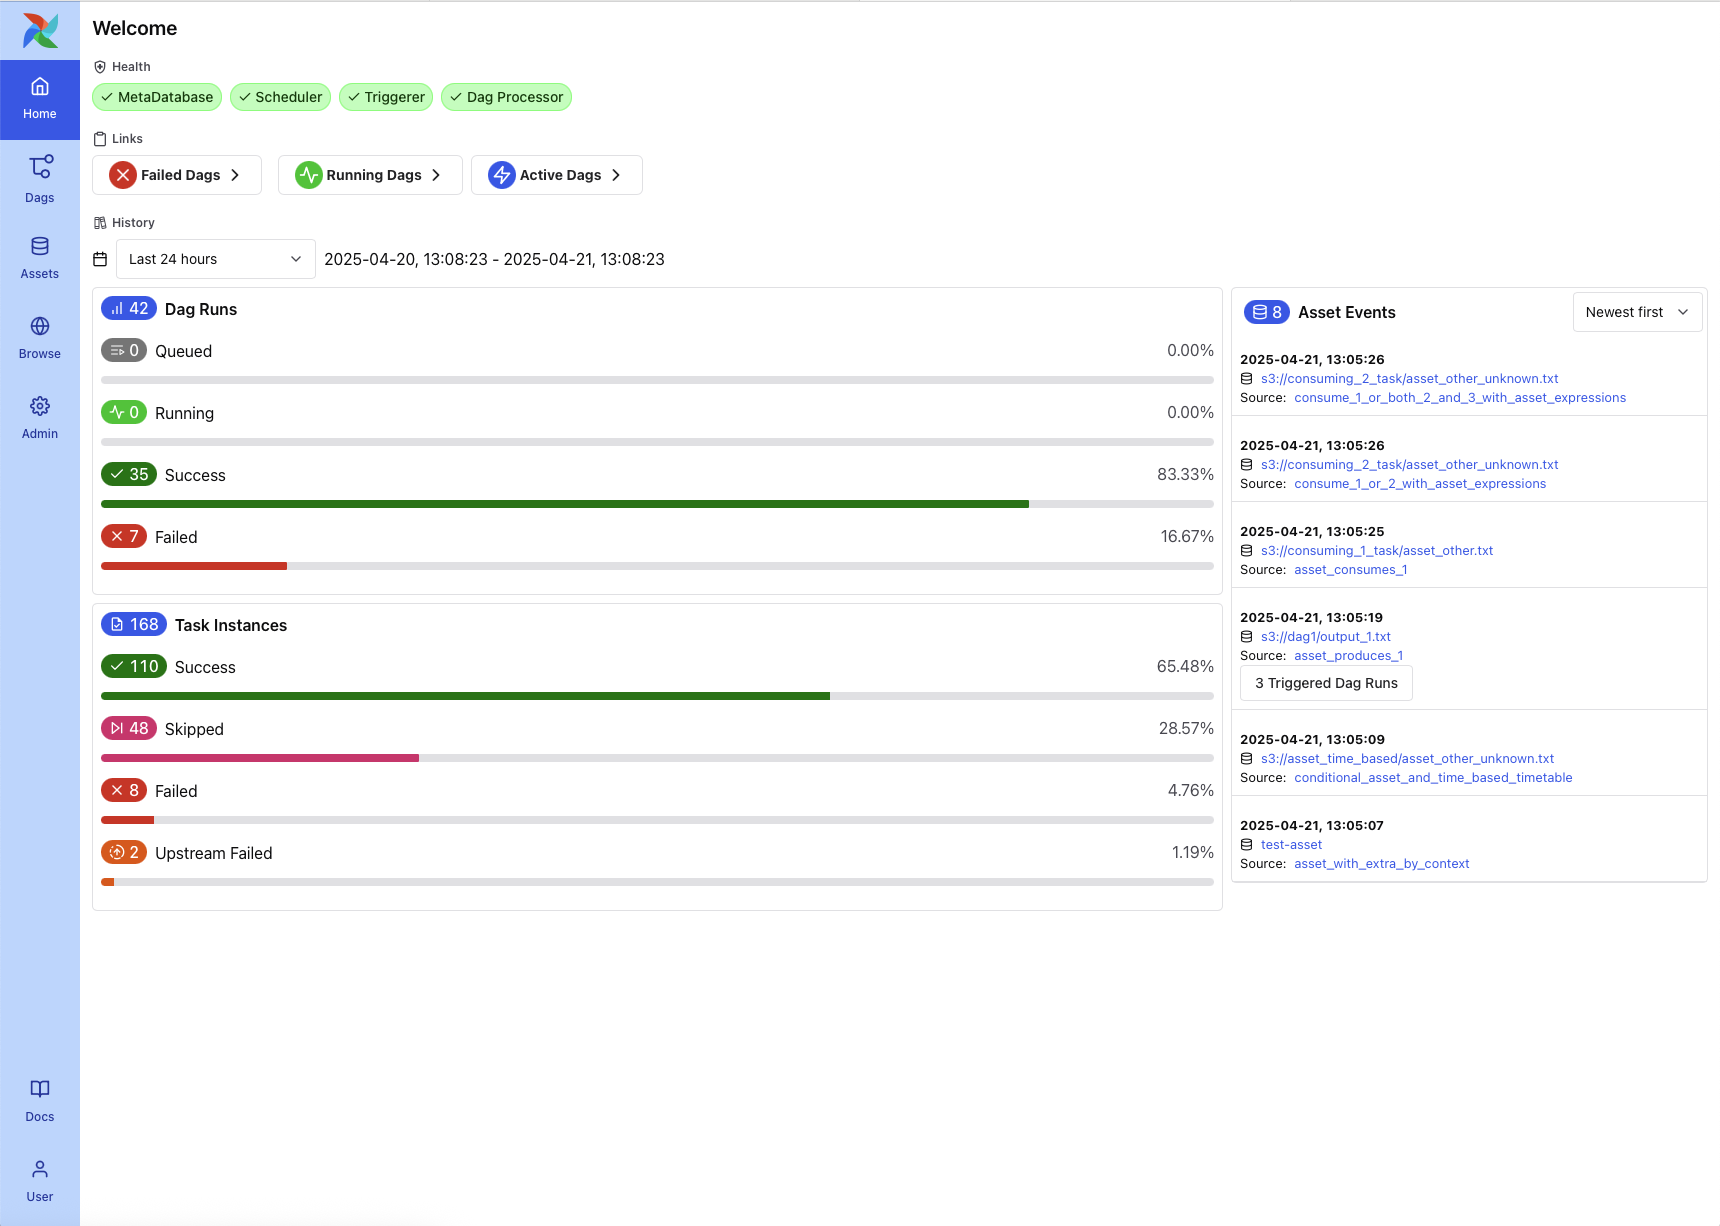 Home
Dags
Assets
Browse
Admin
Docs
User
Welcome
Health
MetaDatabase Scheduler Triggerer Dag Processor
Links
Failed Dags Running Dags Active Dags
History
Last 24 hours 2025-04-20, 13:08:23 - 2025-04-21, 13:08:23
42 Dag Runs
0 Queued 0.00%
0 Running 0.00%
35 Success 83.33%
7 Failed 16.67%
168 Task Instances
110 Success 65.48%
48 Skipped 28.57%
8 Failed 4.76%
2 Upstream Failed 1.19%
8 Asset Events Newest first
2025-04-21, 13:05:26
s3://consuming_2_task/asset_other_unknown.txt
Source: consume_1_or_both_2_and_3_with_asset_expressions
2025-04-21, 13:05:26
s3://consuming_2_task/asset_other_unknown.txt
Source: consume_1_or_2_with_asset_expressions
2025-04-21, 13:05:25
s3://consuming_1_task/asset_other.txt
Source: asset_consumes_1
2025-04-21, 13:05:19
s3://dag1/output_1.txt
Source: asset_produces_1
3 Triggered Dag Runs
2025-04-21, 13:05:09
s3://asset_time_based/asset_other_unknown.txt
Source: conditional_asset_and_time_based_timetable
2025-04-21, 13:05:07
test-asset
Source: asset_with_extra_by_context